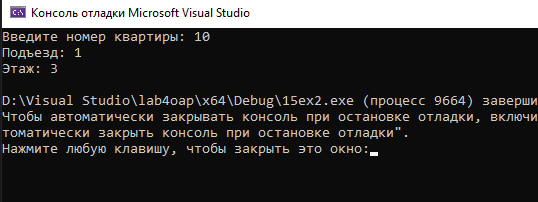 Консоль отладки Microsoft Visual Studio
Введите номер квартиры: 10
Подъезд: 1
Этаж: 3
D:\Visual Studio\lab4oap\x64\Debug\15ex2.exe (процесс 9664) заверши
Чтобы автоматически закрывать консоль при остановке отладки, включи
томатически закрыть консоль при остановке отладки".
Нажмите любую клавишу, чтобы закрыть это окно: